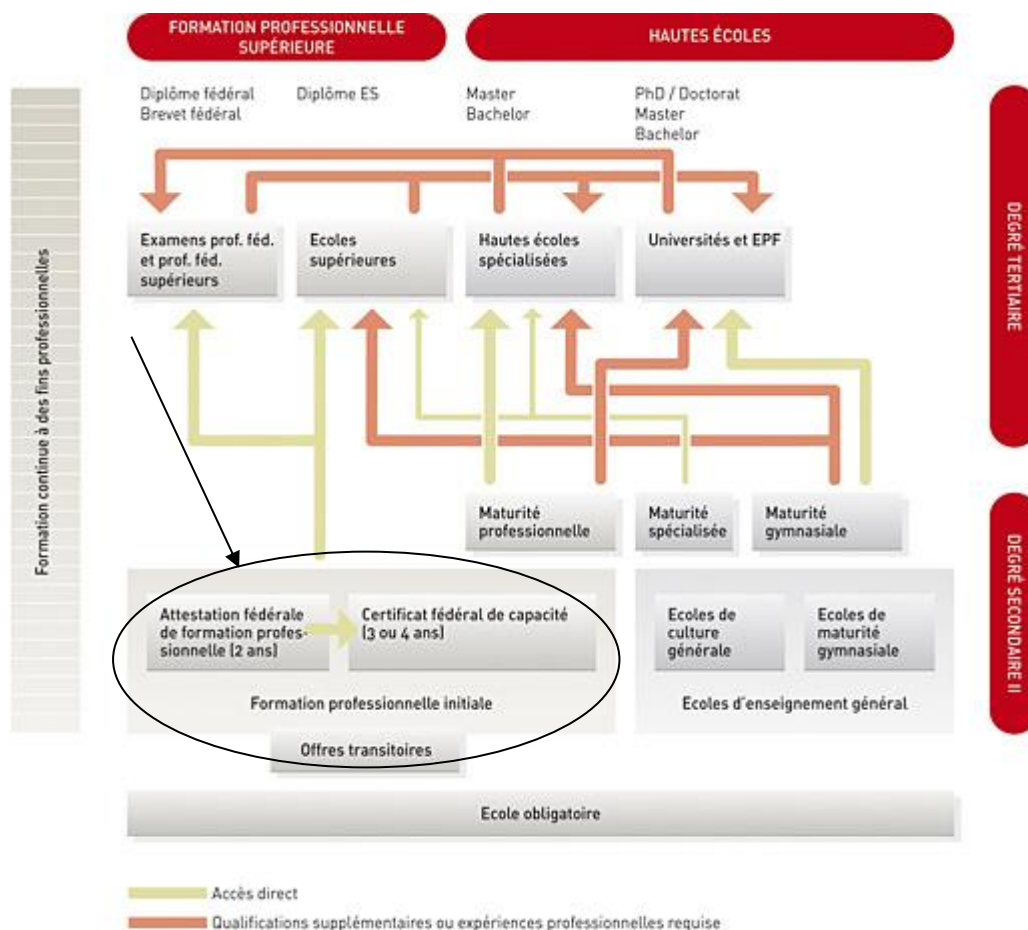 FORMATION PROFESSIONNELLE
SUPÉRIEURE
HAUTES ÉCOLES
Diplôme fédéral
Brevet fédéral
Diplôme ES
Master
Bachelor
PhD / Doctorat
Master
Bachelor
Examens prof. féd.
et prof. féd.
supérieurs
Ecoles
supérieures
Hautes écoles
spécialisées
Universités et EPF
Formation continue à des fins professionnelles
DEGRÉ TERTIAIRE
Maturité
professionnelle
Maturité
spécialisée
Maturité
gymnasiale
DEGRÉ SECONDAIRE II
Attestation fédérale
de formation profes-
sionnelle (2 ans)
Certificat fédéral de capacité
(3 ou 4 ans)
Ecoles de
culture
générale
Ecoles de
maturité
gymnasiale
Formation professionnelle initiale
Ecoles d'enseignement général
Offres transitoires
Ecole obligatoire
Accès direct
Qualifications supplémentaires ou expériences professionnelles requise